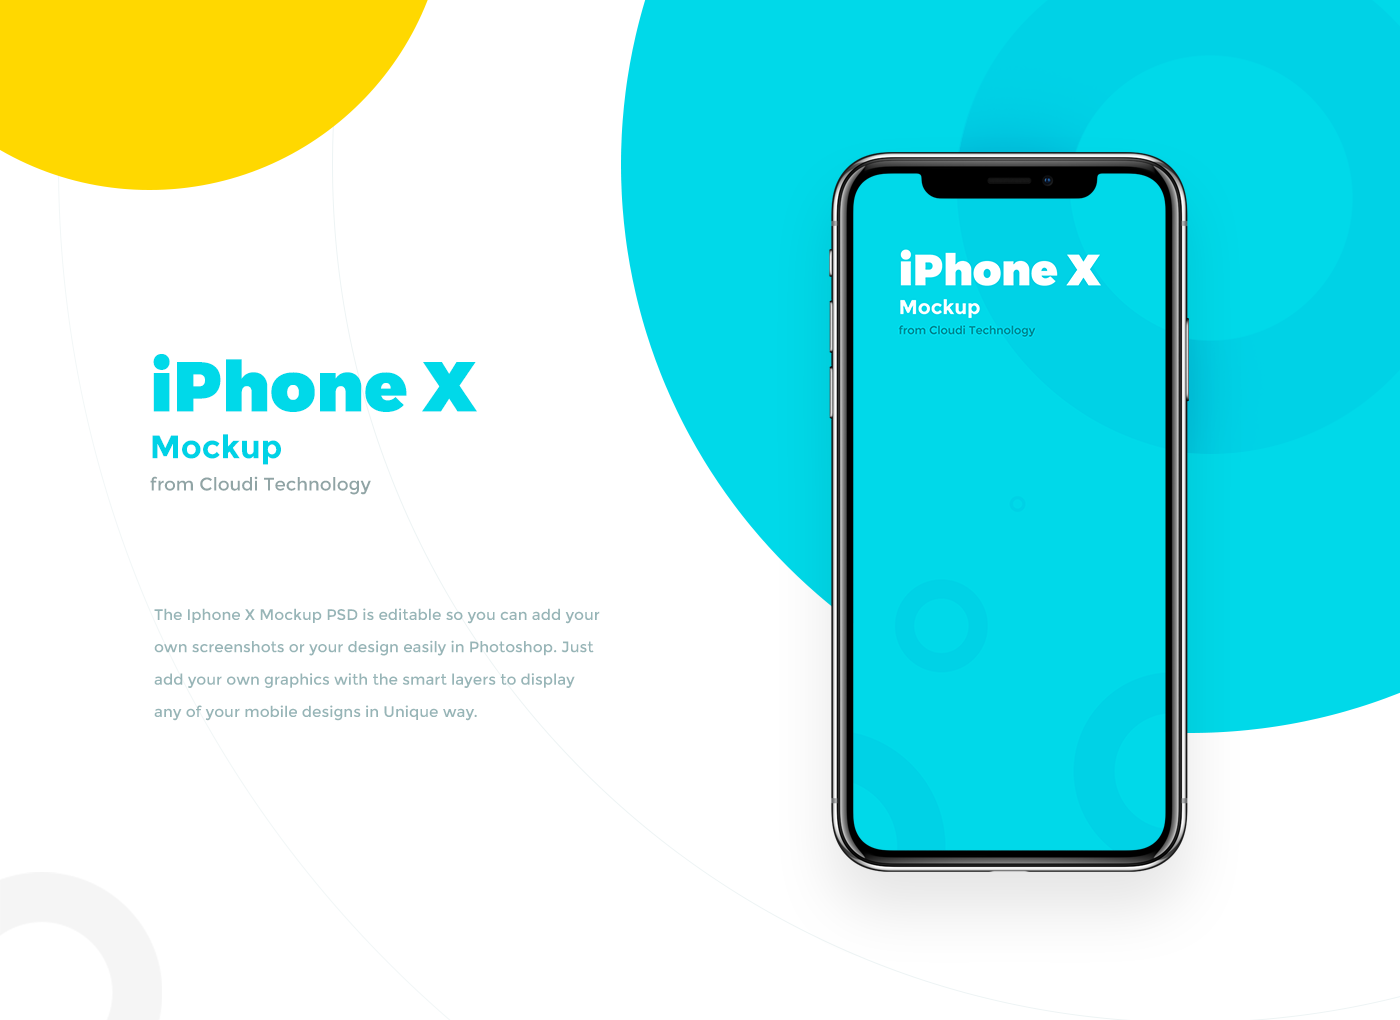 iPhone X
Mockup
from Cloudi Technology
The Iphone X Mockup PSD is editable so you can add your
own screenshots or your design easily in Photoshop. Just
add your own graphics with the smart layers to display
any of your mobile designs in Unique way.
iPhone X
Mockup
from Cloudi Technology